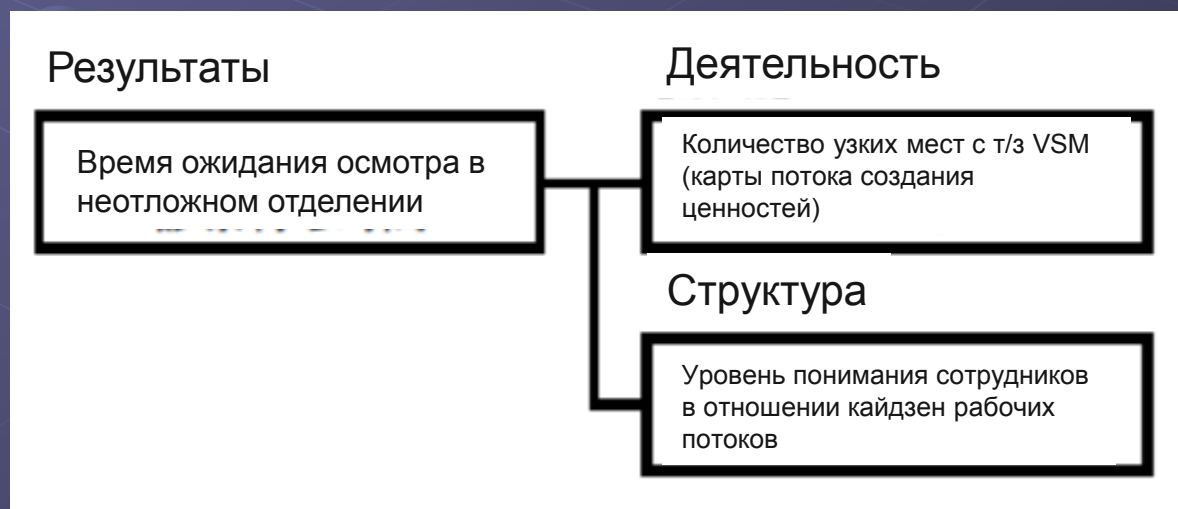 Результаты
Время ожидания осмотра в
неотложном отделении
Деятельность
Количество узких мест с т/з VSM
(карты потока создания
ценностей)
Структура
Уровень понимания сотрудников
в отношении кайдзен рабочих
потоков